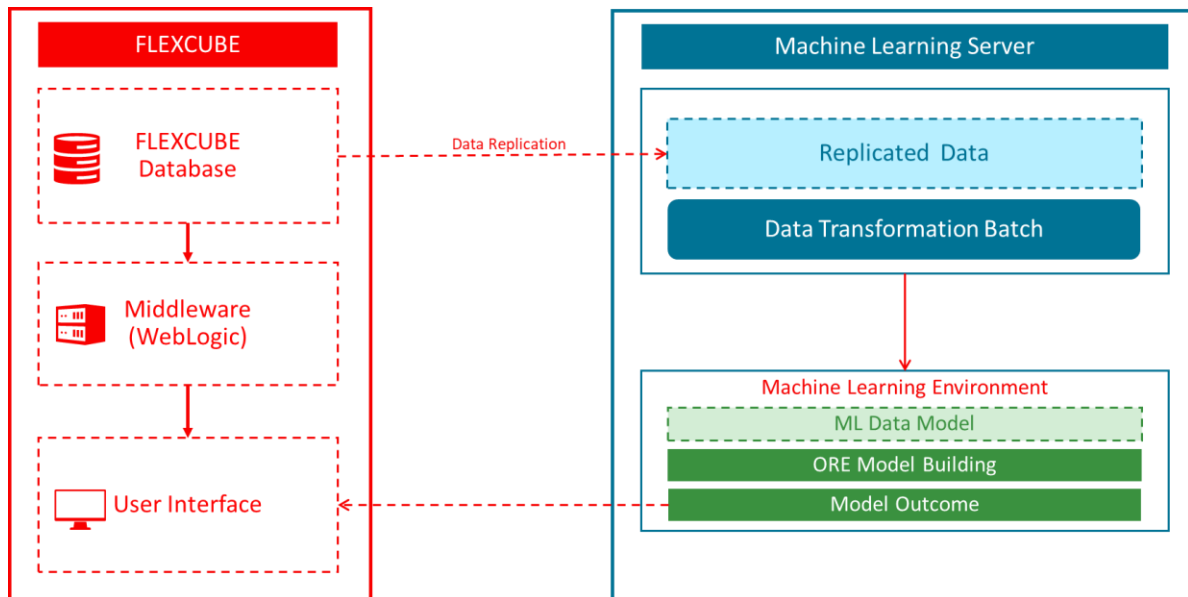 FLEXCUBE
FLEXCUBE
Database
Middleware
(WebLogic)
User Interface
Data Replication
Machine Learning Server
Replicated Data
Data Transformation Batch
Machine Learning Environment
ML Data Model
ORE Model Building
Model Outcome